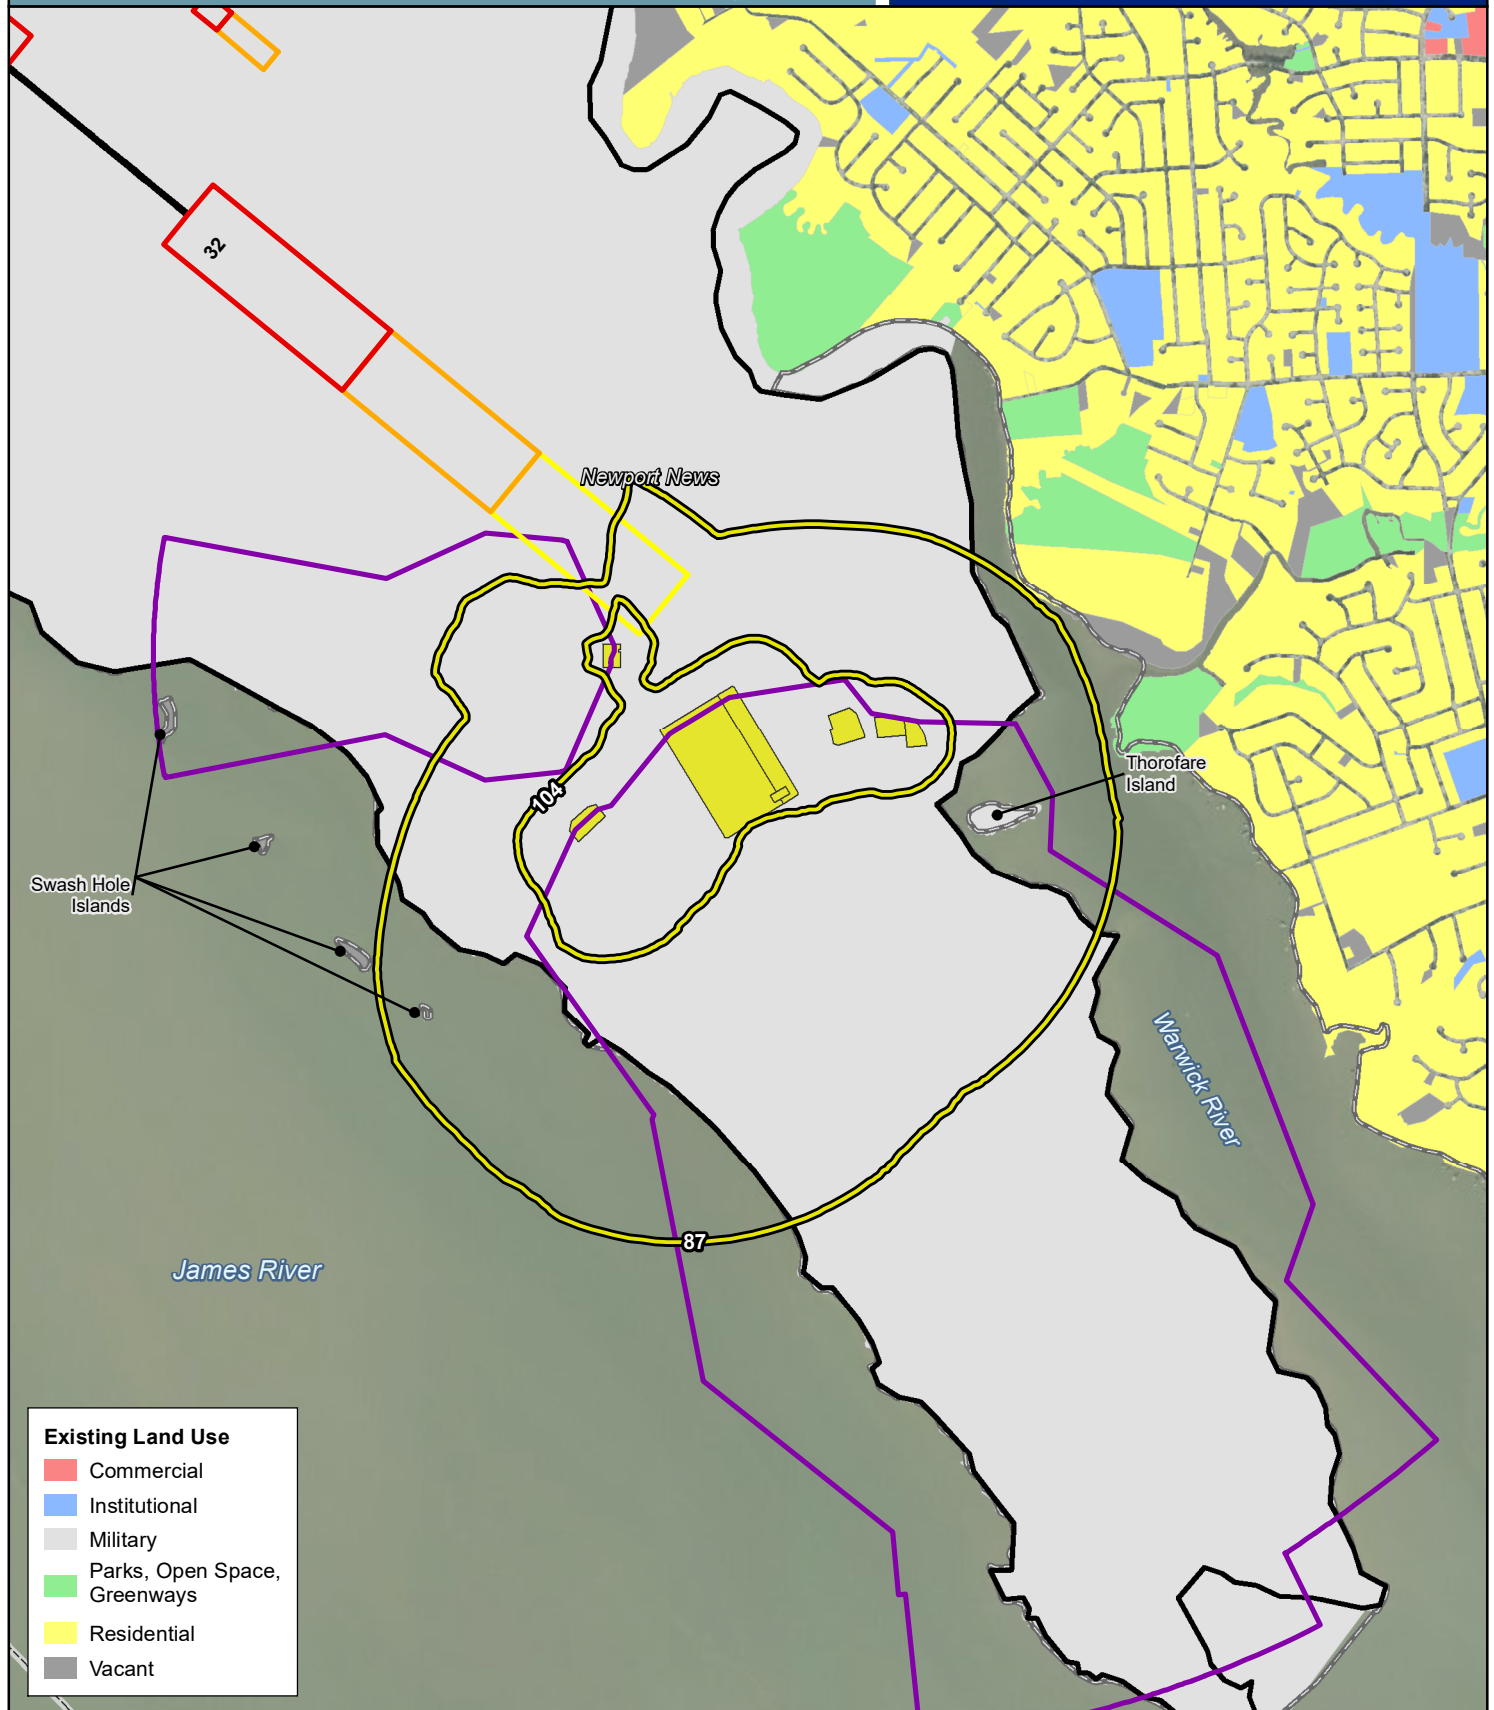 32
Newport News
104
Thorofare
Island
Swash Hole
Islands
Warwick River
87
James River
Existing Land Use
Commercial
Institutional
Military
Parks, Open Space,
Greenways
Residential
Vacant